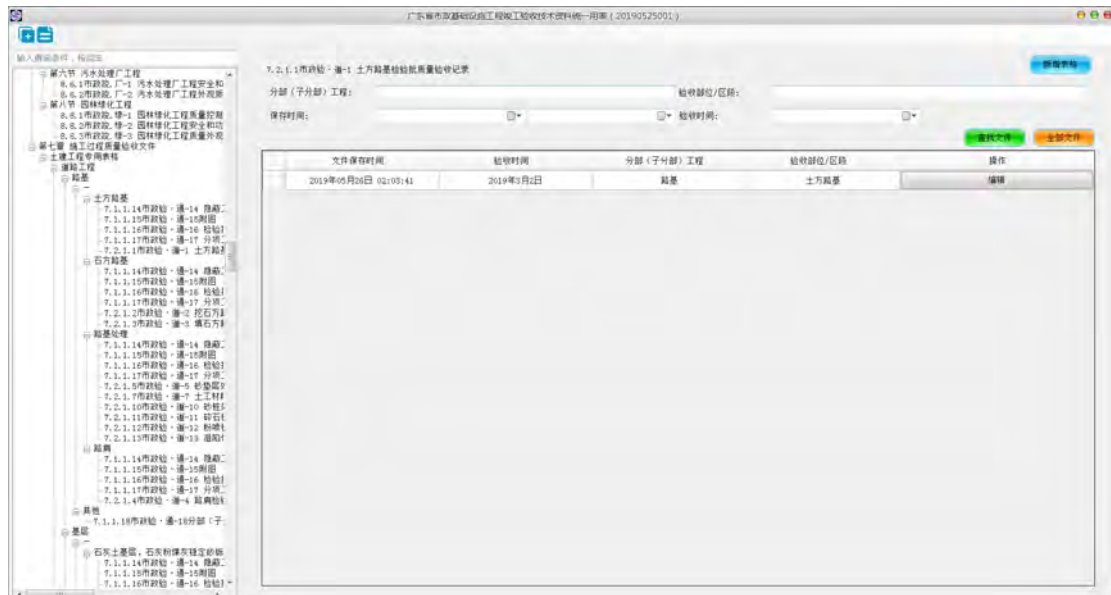 广东省市政基础设施工程竣工验收技术资料统一用表(20190525001)
第六节 污水处理厂工程
8.6.1市政竣.厂-1 污水处理厂工程安全和
8.6.2市政竣.厂-2 污水处理厂工程外观质
第八节 园林绿化工程
8.8.1市政竣.绿-1 园林绿化工程质量控制
8.8.2市政竣.绿-2 园林绿化工程安全和功
8.8.3市政竣.绿-3 园林绿化工程质量外观
第七章 施工过程质量验收文件
土建工程专用表格
道路工程
路基
一
土方路基
7.1.1.14市政验·通-14 隐蔽工
7.1.1.15市政验·通-15附图
7.1.1.16市政验·通-16 检验
7.1.1.17市政验·通-17 分项工
7.2.1.1市政验·道-1 土方路基
石方路基
7.1.1.14市政验·通-14 隐蔽工
7.1.1.15市政验·通-15附图
7.1.1.16市政验·通-16 检验
7.1.1.17市政验·通-17 分项工
7.2.1.2市政验·道-2 挖石方
7.2.1.3市政验·道-3 填石方
路基处理
7.1.1.14市政验·通-14 隐蔽工
7.1.1.15市政验·通-15附图
7.1.1.16市政验·通-16 检验
7.1.1.17市政验·通-17 分项工
7.2.1.5市政验·道-5 砂垫层
7.2.1.7市政验·道-7 土工材
7.2.1.10市政验·道-10 砂桩
7.2.1.11市政验·道-11 碎石
7.2.1.12市政验·道-12 粉喷
7.2.1.13市政验·道-13 湿陷
路肩
7.1.1.14市政验·通-14 隐蔽工
7.1.1.15市政验·通-15附图
7.1.1.16市政验·通-16 检验
7.1.1.17市政验·通-17 分项工
7.2.1.4市政验·道-4 路肩检
其他
7.1.1.18市政验·通-18分部(子
基层
一
石灰土基层,石灰粉煤灰稳定砂砾
7.1.1.14市政验·通-14 隐蔽工
7.1.1.15市政验·通-15附图
7.1.1.16市政验·通-16 检验
7.2.1.1市政验·道-1 土方路基检验批质量验收记录
新增表格
分部(子分部)工程: 验收部位/区段:
保存时间: 验收时间:
查找文件 全部文件
文件保存时间 验收时间 分部(子分部)工程 验收部位/区段 操作
2019年05月26日 02:03:41 2019年3月2日 路基 土方路基 编辑